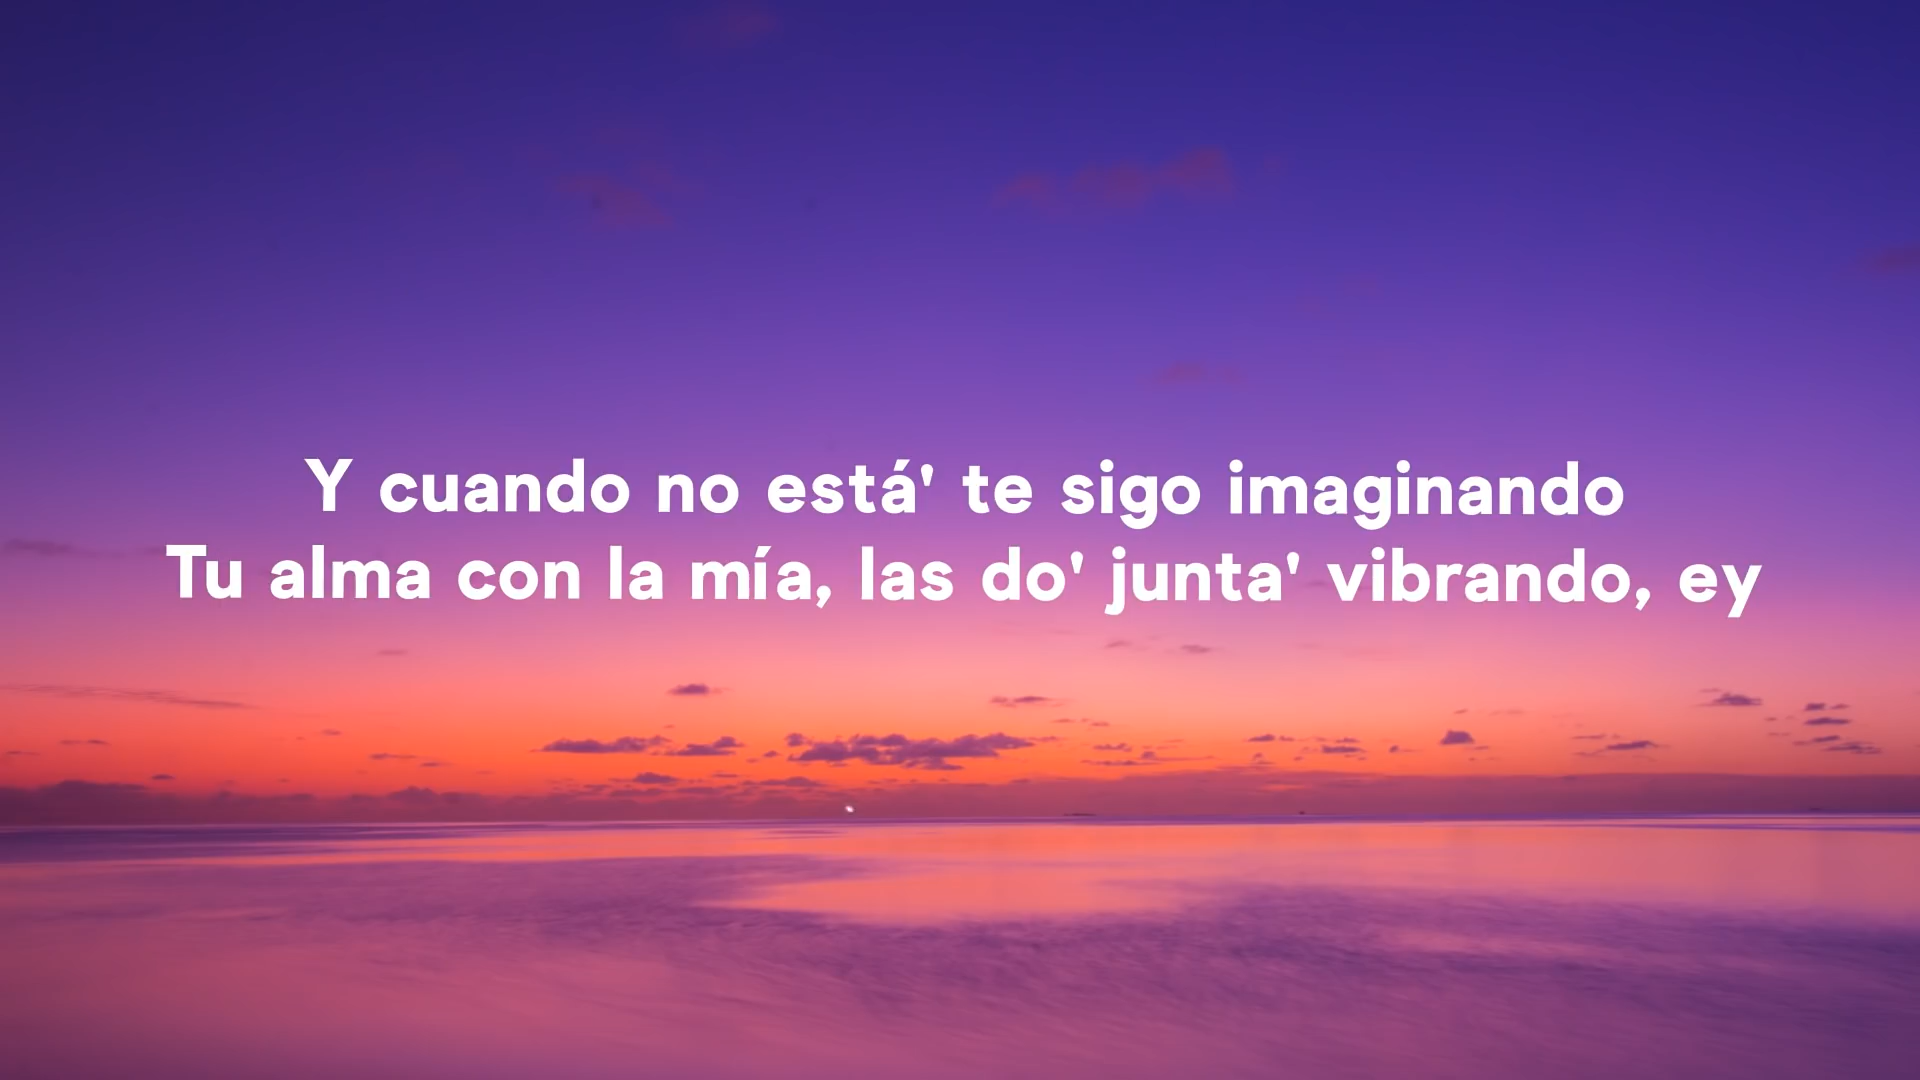 Y cuando no está' te sigo imaginando
Tu alma con la mía, las do' junta' vibrando, ey